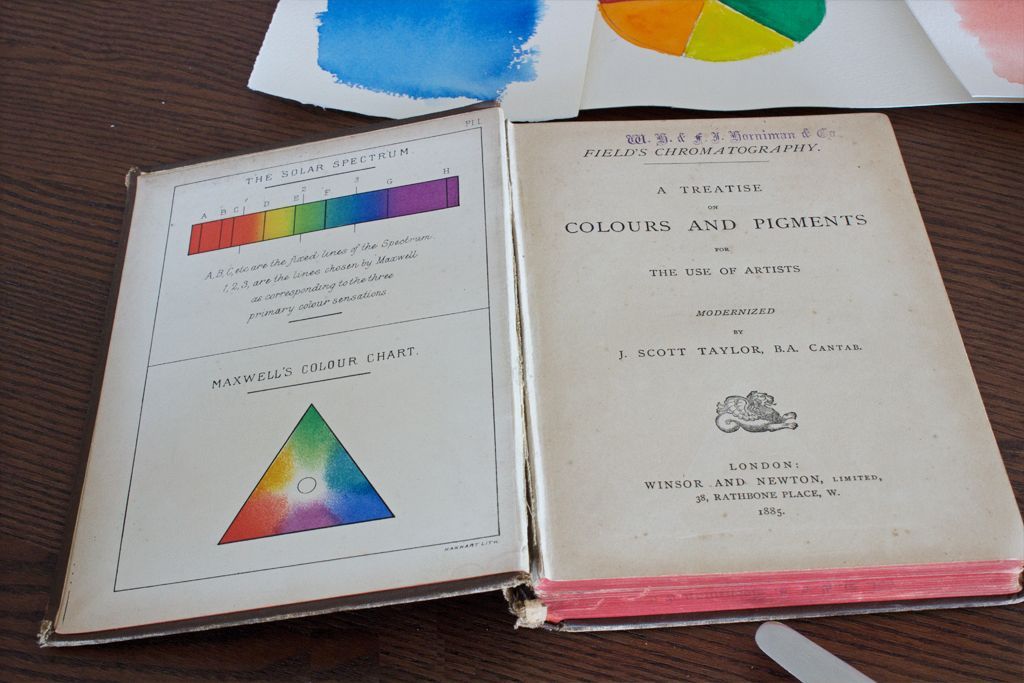 Pl 1
THE SOLAR SPECTRUM.
A B C 1 D E 2 F 3 G H
A, B, C, etc are the fixed lines of the Spectrum.
1, 2, 3, are the lines chosen by Maxwell
as corresponding to the three
primary colour sensations
MAXWELL'S COLOUR CHART.
HANHART LITH.
W. H. & F. J. Horniman & Co.
FIELD'S CHROMATOGRAPHY.
A TREATISE
ON
COLOURS AND PIGMENTS
FOR
THE USE OF ARTISTS
MODERNIZED
BY
J. SCOTT TAYLOR, B.A. CANTAB.
LONDON:
WINSOR AND NEWTON, LIMITED,
38, RATHBONE PLACE, W.
1885.